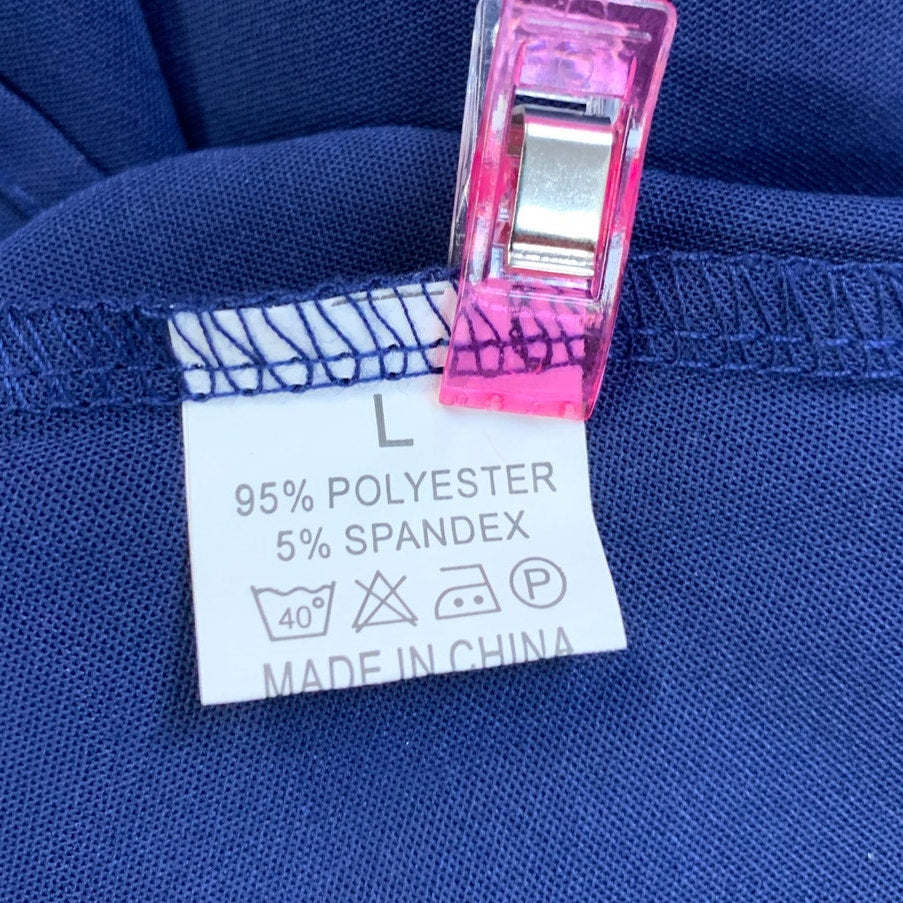 L
95% POLYESTER
5% SPANDEX
40° P
MADE IN CHINA